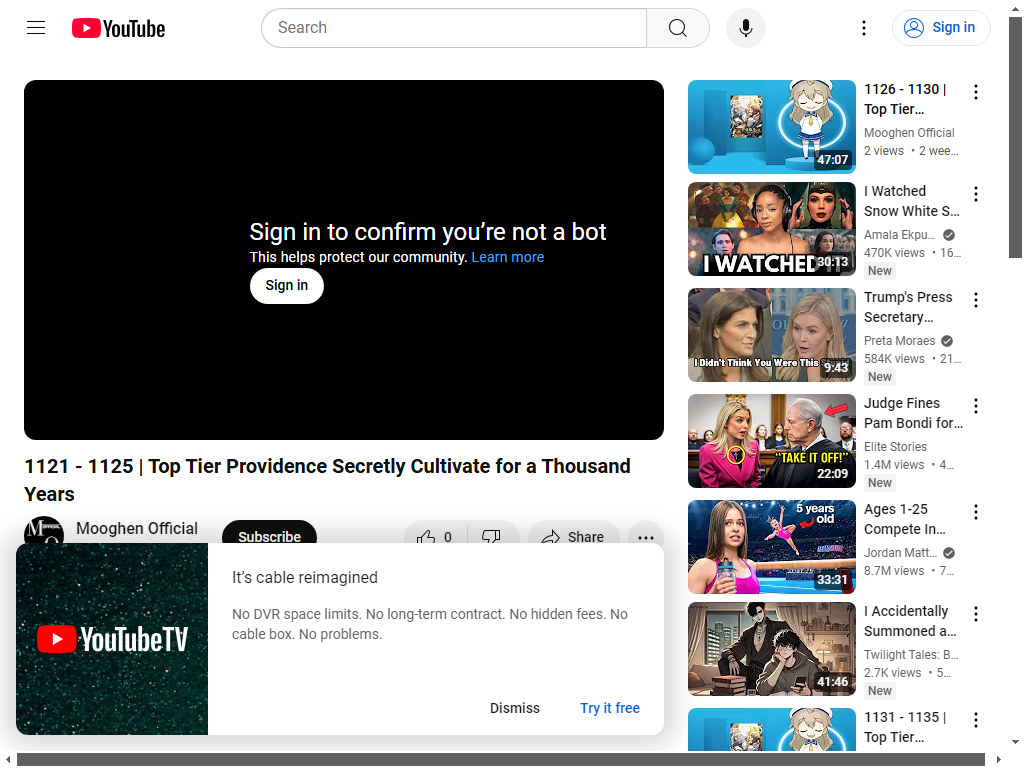 YouTube
Search
Sign in
Sign in to confirm you’re not a bot
This helps protect our community. Learn more
Sign in
1121 - 1125 | Top Tier Providence Secretly Cultivate for a Thousand
Years
Mooghen Official
Subscribe
0
Share
YouTubeTV
It’s cable reimagined
No DVR space limits. No long-term contract. No hidden fees. No
cable box. No problems.
Dismiss
Try it free
47:07
1126 - 1130 |
Top Tier…
Mooghen Official
2 views • 2 wee…
I WATCHED IT
30:13
I Watched
Snow White S…
Amala Ekpu…
470K views • 16…
New
I Didn't Think You Were This
9:43
Trump's Press
Secretary…
Preta Moraes
584K views • 21…
New
"TAKE IT OFF!"
22:09
Judge Fines
Pam Bondi for…
Elite Stories
1.4M views • 4…
New
5 years
old
33:31
Ages 1-25
Compete In…
Jordan Matt…
8.7M views • 7…
41:46
I Accidentally
Summoned a…
Twilight Tales: B…
2.7K views • 5…
New
1131 - 1135 |
Top Tier…